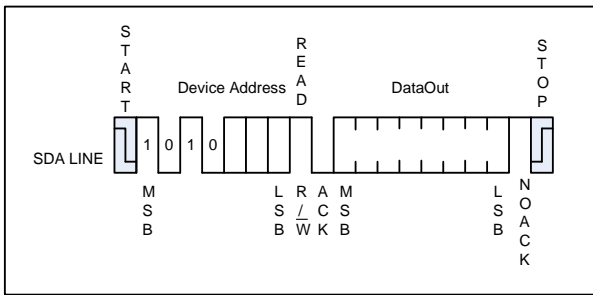 START
READ
STOP
Device Address
DataOut
SDA LINE
1 0 1 0
MSB
LSB
R/W
ACK
MSB
LSB
NOACK